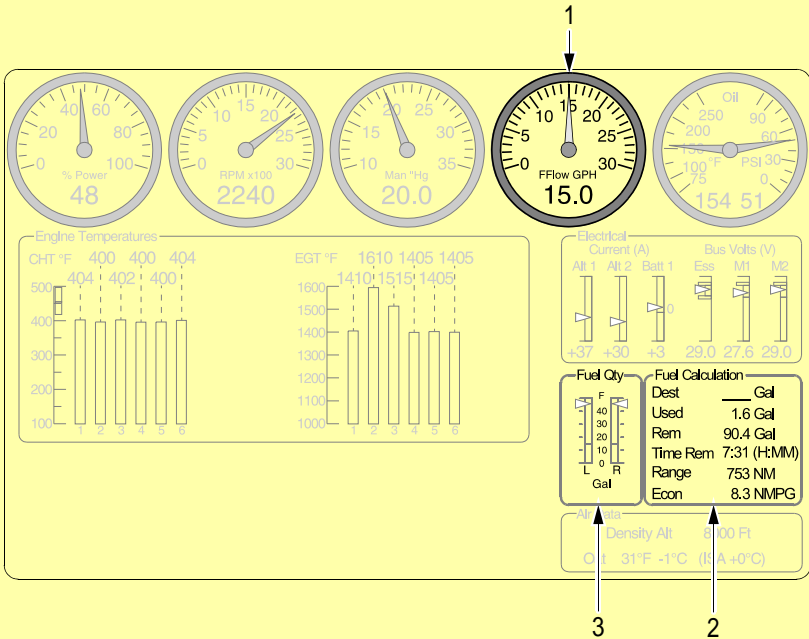 1
40 60
20 80
0 100
% Power
48
10 15 20
5 25
0 30
RPM x100
2240
20 25
15 30
10 35
Man "Hg
20.0
10 15 20
5 25
0 30
FFlow GPH
15.0
Oil
250 90
200 60
150 °F PSI 30
100
75 0
154 51
Engine Temperatures
CHT °F 400 400 404
404 402 400
500
400
300
200
100
1 2 3 4 5 6
EGT °F 1610 1405 1405
1410 1515 1405
1600
1500
1400
1300
1200
1100
1000
1 2 3 4 5 6
Electrical
Current (A) Bus Volts (V)
Alt 1 Alt 2 Batt 1 Ess M1 M2
0
+37 +30 +3 29.0 27.6 29.0
Fuel Qty
F
40
30
20
10
0
L R
Gal
Fuel Calculation
Dest ___ Gal
Used 1.6 Gal
Rem 90.4 Gal
Time Rem 7:31 (H:MM)
Range 753 NM
Econ 8.3 NMPG
Air Data
Density Alt 8000 Ft
Oat 31°F -1°C (ISA +0°C)
3 2